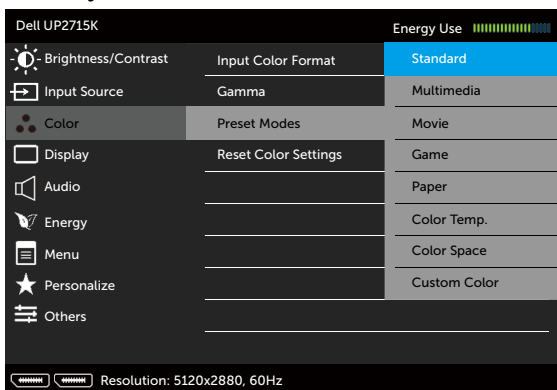 Dell UP2715K Energy Use
Brightness/Contrast Input Color Format Standard
Input Source Gamma Multimedia
Color Preset Modes Movie
Display Reset Color Settings Game
Audio Paper
Energy Color Temp.
Menu Color Space
Personalize Custom Color
Others
Resolution: 5120x2880, 60Hz